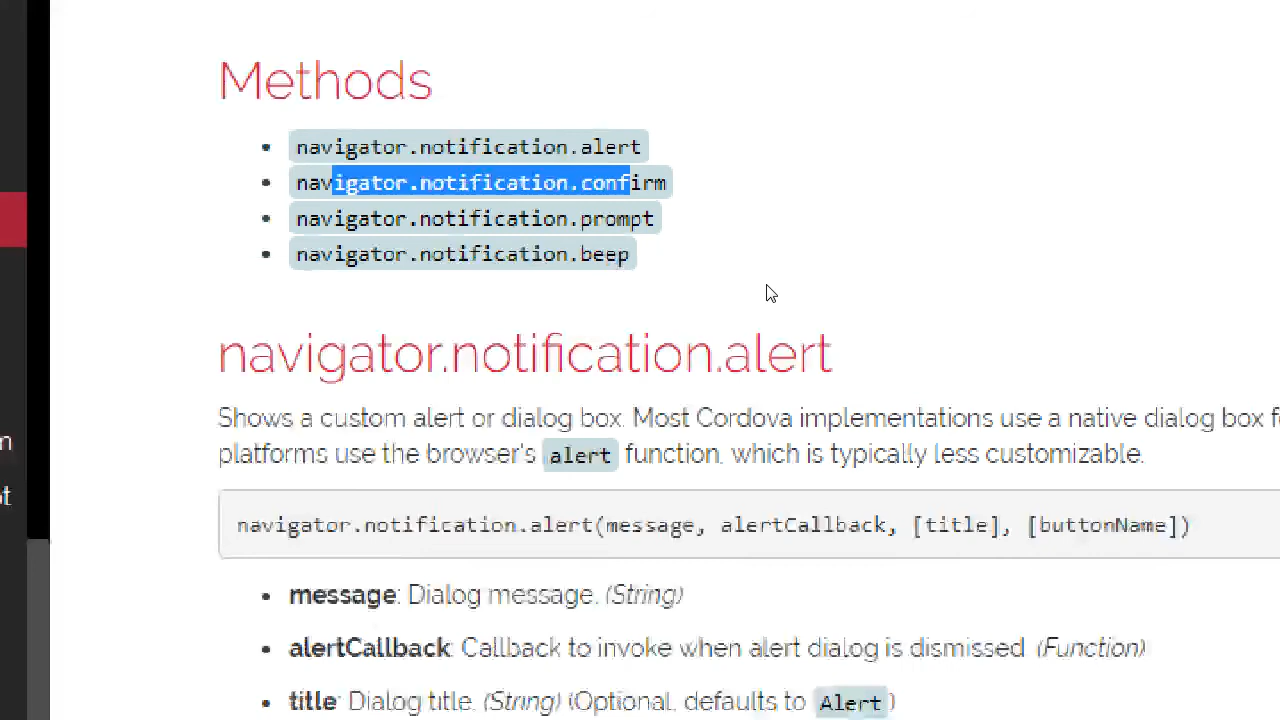 Methods
navigator.notification.alert
navigator.notification.confirm
navigator.notification.prompt
navigator.notification.beep
navigator.notification.alert
Shows a custom alert or dialog box. Most Cordova implementations use a native dialog box
platforms use the browser's alert function, which is typically less customizable.
navigator.notification.alert(message, alertCallback, [title], [buttonName])
message: Dialog message. (String)
alertCallback: Callback to invoke when alert dialog is dismissed (Function)
title: Dialog title. (String) (Optional, defaults to Alert)